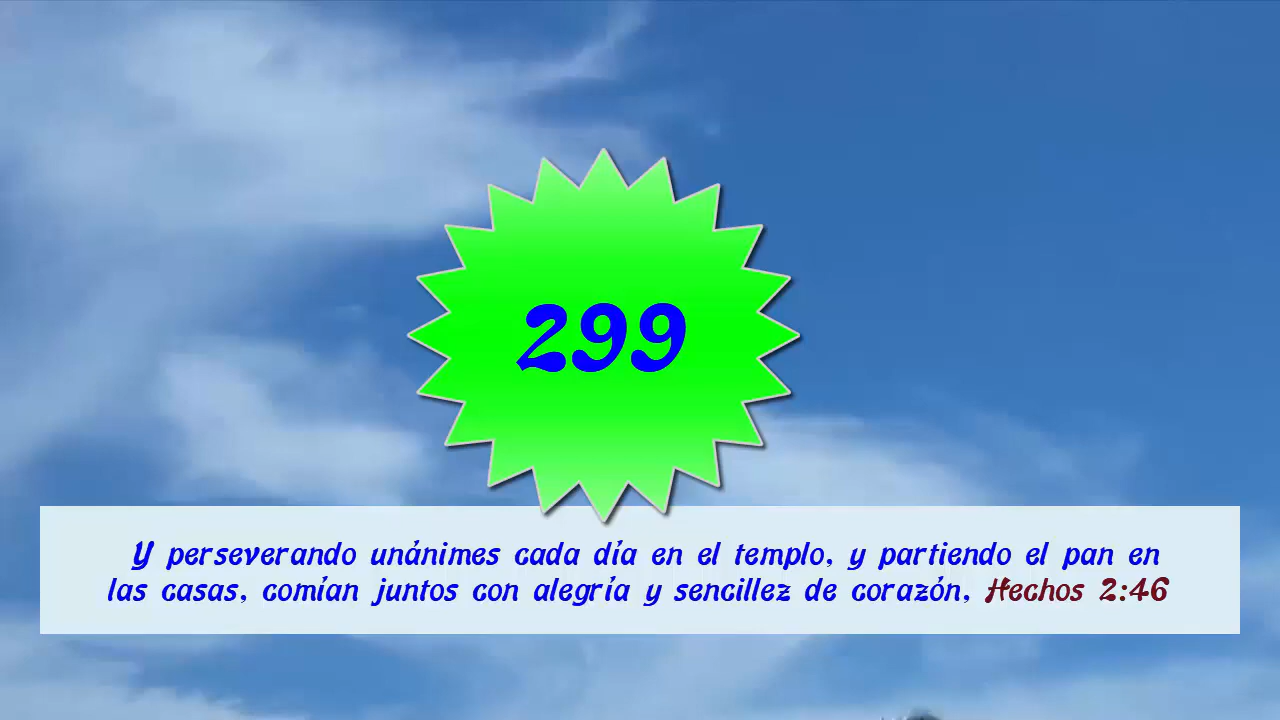 299
Y perseverando unánimes cada día en el templo, y partiendo el pan en
las casas, comían juntos con alegría y sencillez de corazón, Hechos 2:46